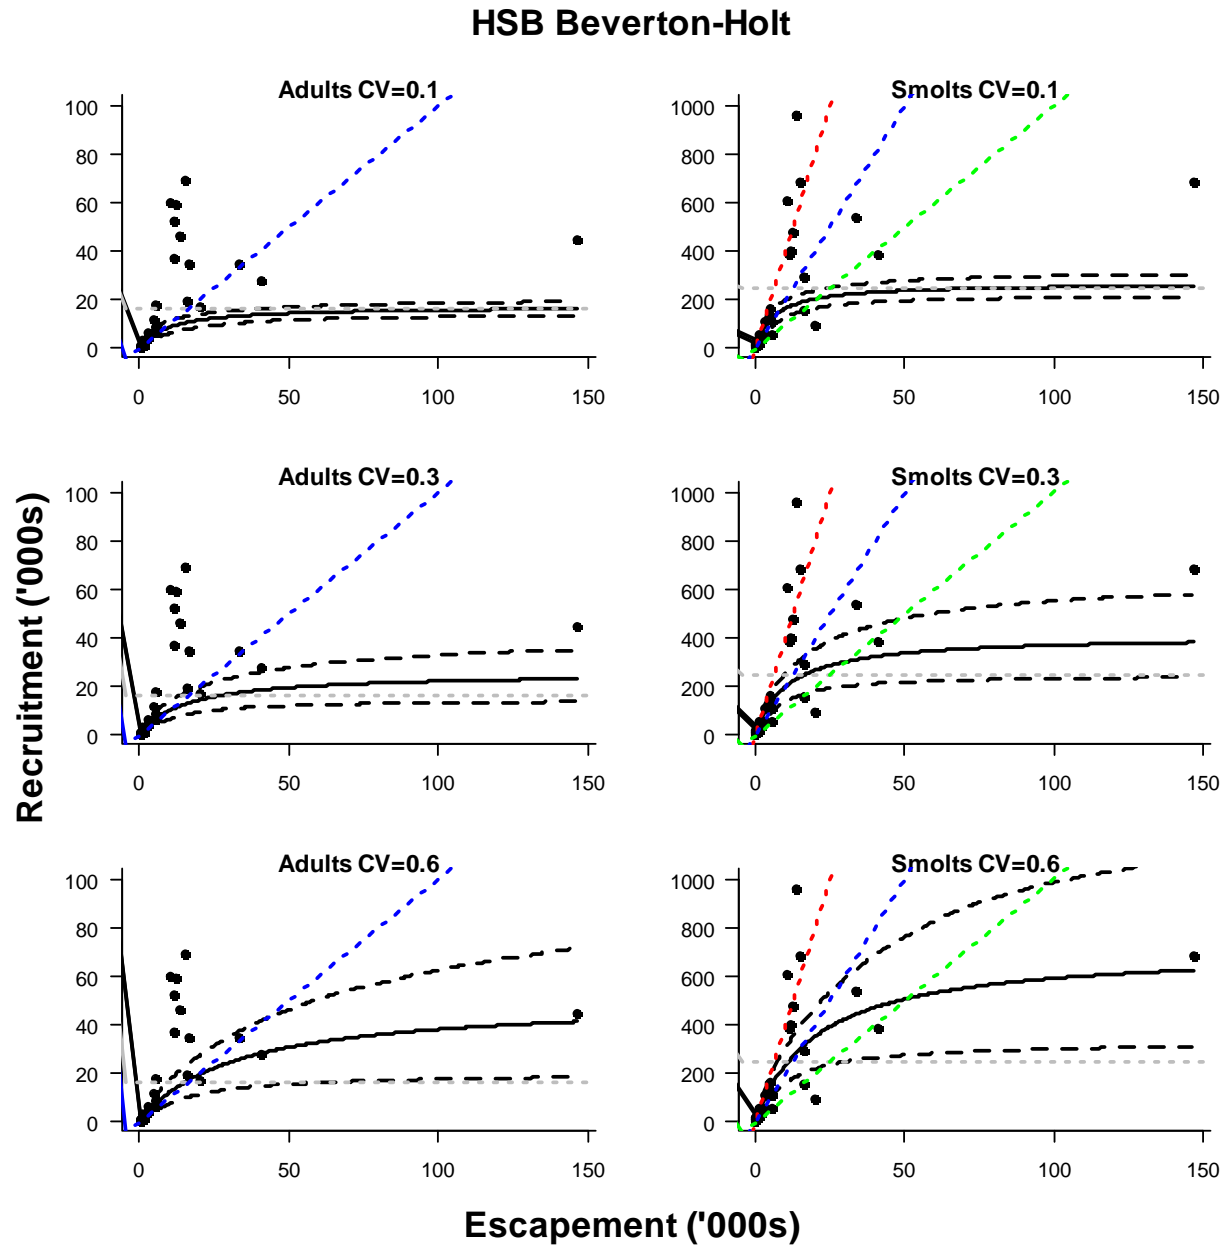 HSB Beverton-Holt
Adults CV=0.1
100
80
60
40
20
0
0 50 100 150
Smolts CV=0.1
1000
800
600
400
200
0
0 50 100 150
Adults CV=0.3
100
80
60
40
20
0
0 50 100 150
Smolts CV=0.3
1000
800
600
400
200
0
0 50 100 150
Adults CV=0.6
100
80
60
40
20
0
0 50 100 150
Smolts CV=0.6
1000
800
600
400
200
0
0 50 100 150
Recruitment ('000s)
Escapement ('000s)